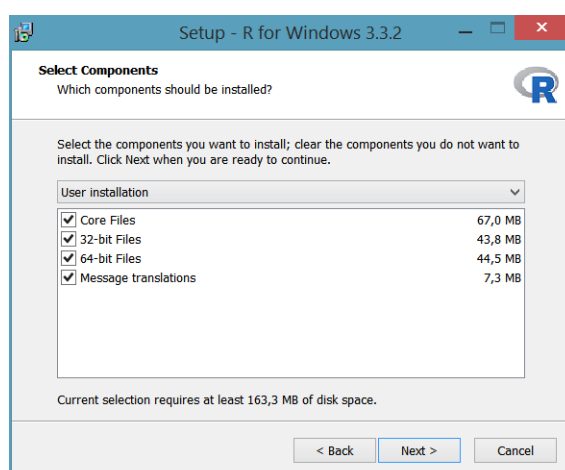 Setup - R for Windows 3.3.2
Select Components
Which components should be installed?
R
Select the components you want to install; clear the components you do not want to
install. Click Next when you are ready to continue.
User installation
Core Files 67,0 MB
32-bit Files 43,8 MB
64-bit Files 44,5 MB
Message translations 7,3 MB
Current selection requires at least 163,3 MB of disk space.
< Back Next > Cancel